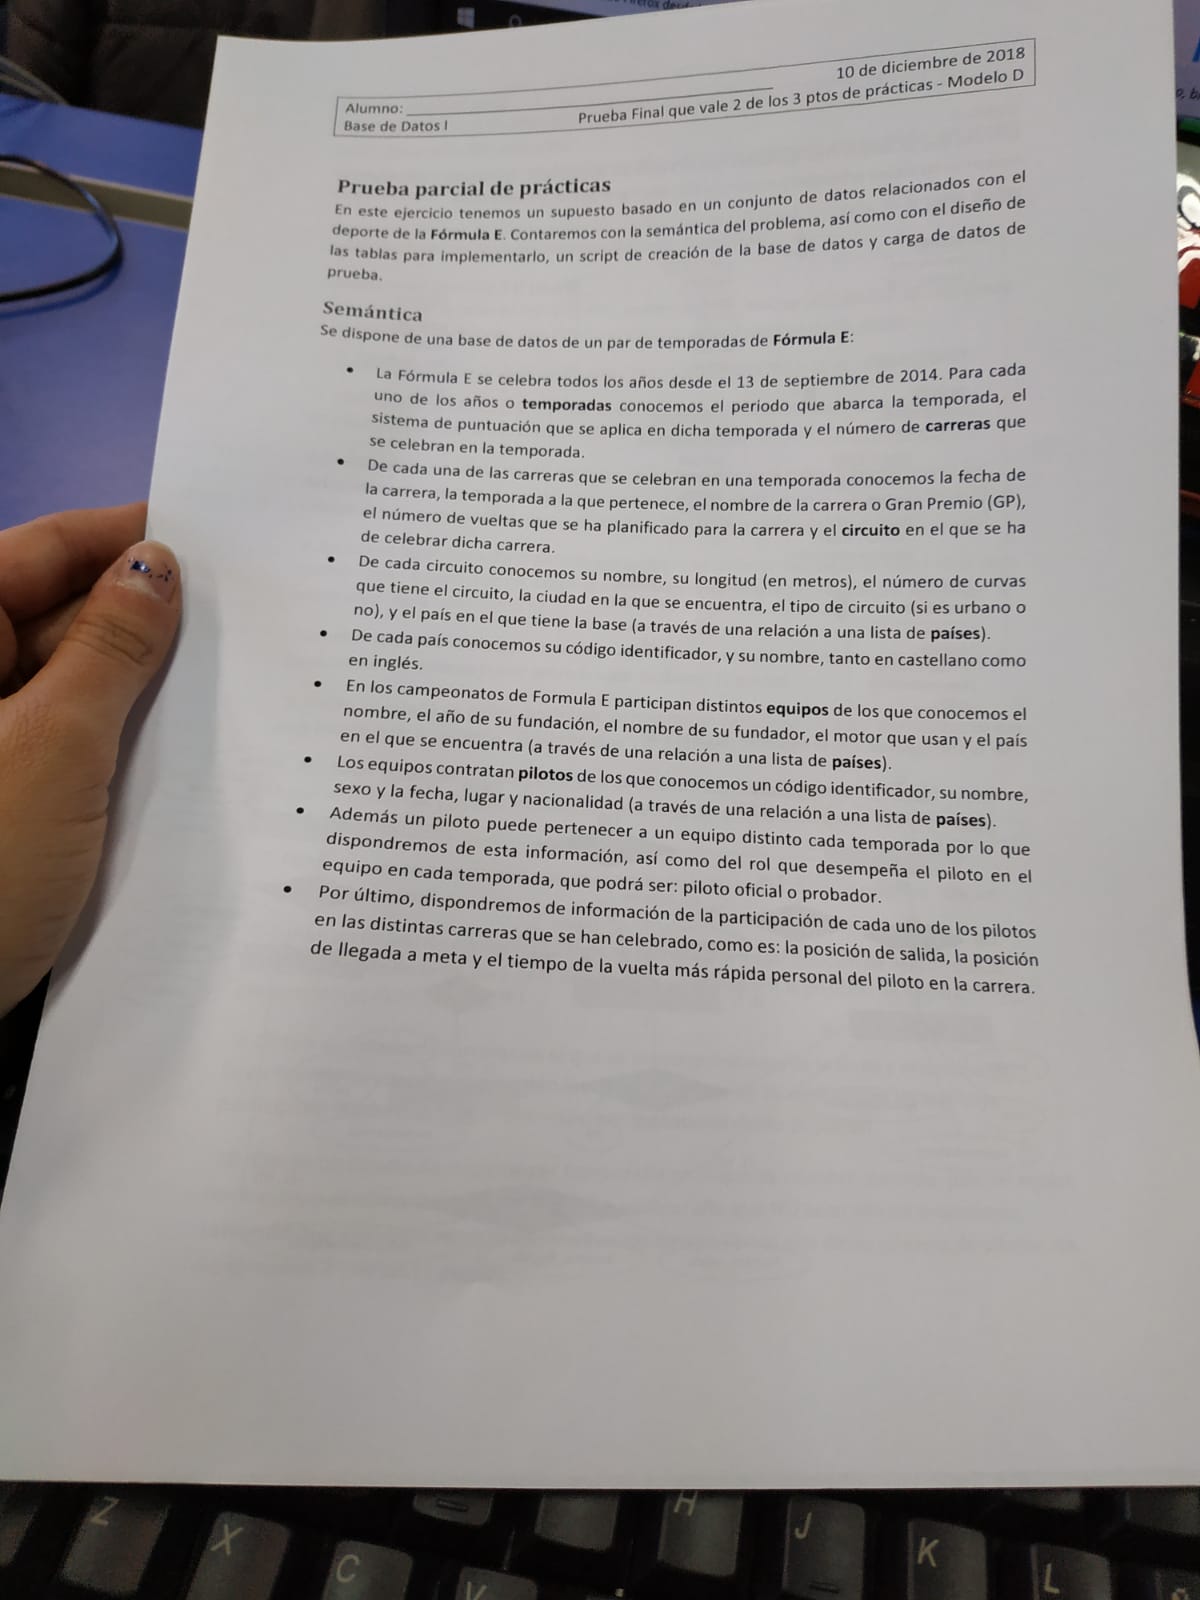 10 de diciembre de 2018
Alumno:
Prueba Final que vale 2 de los 3 ptos de prácticas - Modelo D
Base de Datos I
Prueba parcial de prácticas
En este ejercicio tenemos un supuesto basado en un conjunto de datos relacionados con el
deporte de la Fórmula E. Contaremos con la semántica del problema, así como con el diseño de
las tablas para implementarlo, un script de creación de la base de datos y carga de datos de
prueba.
Semántica
Se dispone de una base de datos de un par de temporadas de Fórmula E:
• La Fórmula E se celebra todos los años desde el 13 de septiembre de 2014. Para cada
uno de los años o temporadas conocemos el periodo que abarca la temporada, el
sistema de puntuación que se aplica en dicha temporada y el número de carreras que
se celebran en la temporada.
• De cada una de las carreras que se celebran en una temporada conocemos la fecha de
la carrera, la temporada a la que pertenece, el nombre de la carrera o Gran Premio (GP),
el número de vueltas que se ha planificado para la carrera y el circuito en el que se ha
de celebrar dicha carrera.
• De cada circuito conocemos su nombre, su longitud (en metros), el número de curvas
que tiene el circuito, la ciudad en la que se encuentra, el tipo de circuito (si es urbano o
no), y el país en el que tiene la base (a través de una relación a una lista de países).
• De cada país conocemos su código identificador, y su nombre, tanto en castellano como
en inglés.
• En los campeonatos de Formula E participan distintos equipos de los que conocemos el
nombre, el año de su fundación, el nombre de su fundador, el motor que usan y el país
en el que se encuentra (a través de una relación a una lista de países).
• Los equipos contratan pilotos de los que conocemos un código identificador, su nombre,
sexo y la fecha, lugar y nacionalidad (a través de una relación a una lista de países).
• Además un piloto puede pertenecer a un equipo distinto cada temporada por lo que
dispondremos de esta información, así como del rol que desempeña el piloto en el
equipo en cada temporada, que podrá ser: piloto oficial o probador.
• Por último, dispondremos de información de la participación de cada uno de los pilotos
en las distintas carreras que se han celebrado, como es: la posición de salida, la posición
de llegada a meta y el tiempo de la vuelta más rápida personal del piloto en la carrera.
Z X C V H J K L